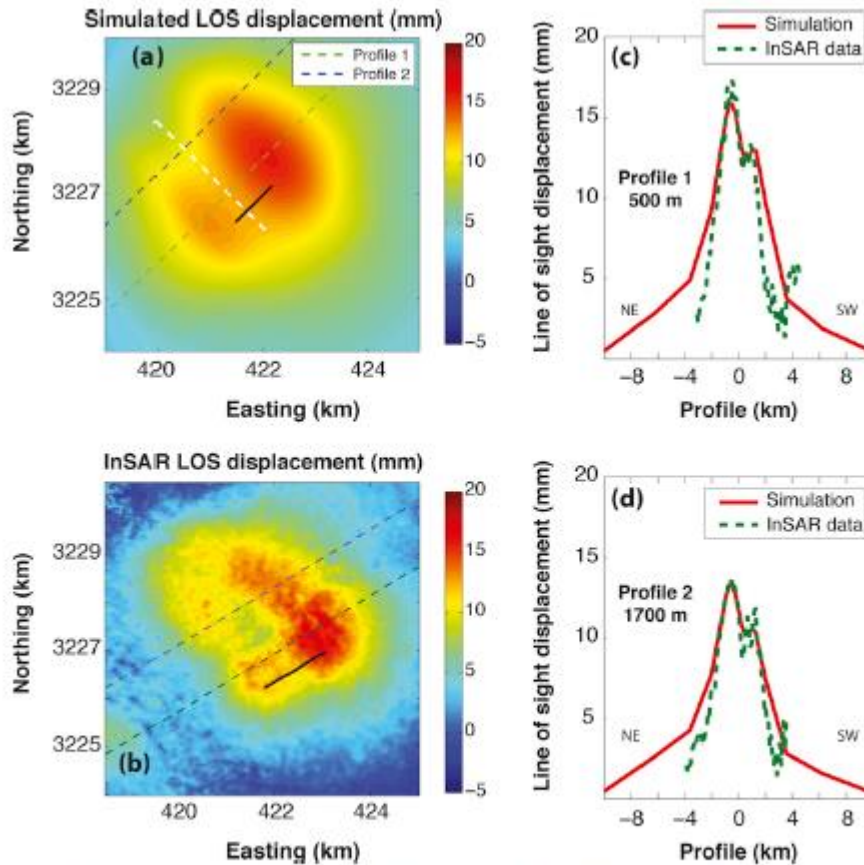 Simulated LOS displacement (mm)
(a)
Profile 1
Profile 2
3229
3227
3225
Northing (km)
420
422
424
Easting (km)
20
15
10
5
0
−5
(c)
Simulation
InSAR data
Profile 1
500 m
NE
SW
20
15
10
5
Line of sight displacement (mm)
−8
−4
0
4
8
Profile (km)
InSAR LOS displacement (mm)
(b)
3229
3227
3225
Northing (km)
420
422
424
Easting (km)
20
15
10
5
0
−5
(d)
Simulation
InSAR data
Profile 2
1700 m
NE
SW
20
15
10
5
Line of sight displacement (mm)
−8
−4
0
4
8
Profile (km)